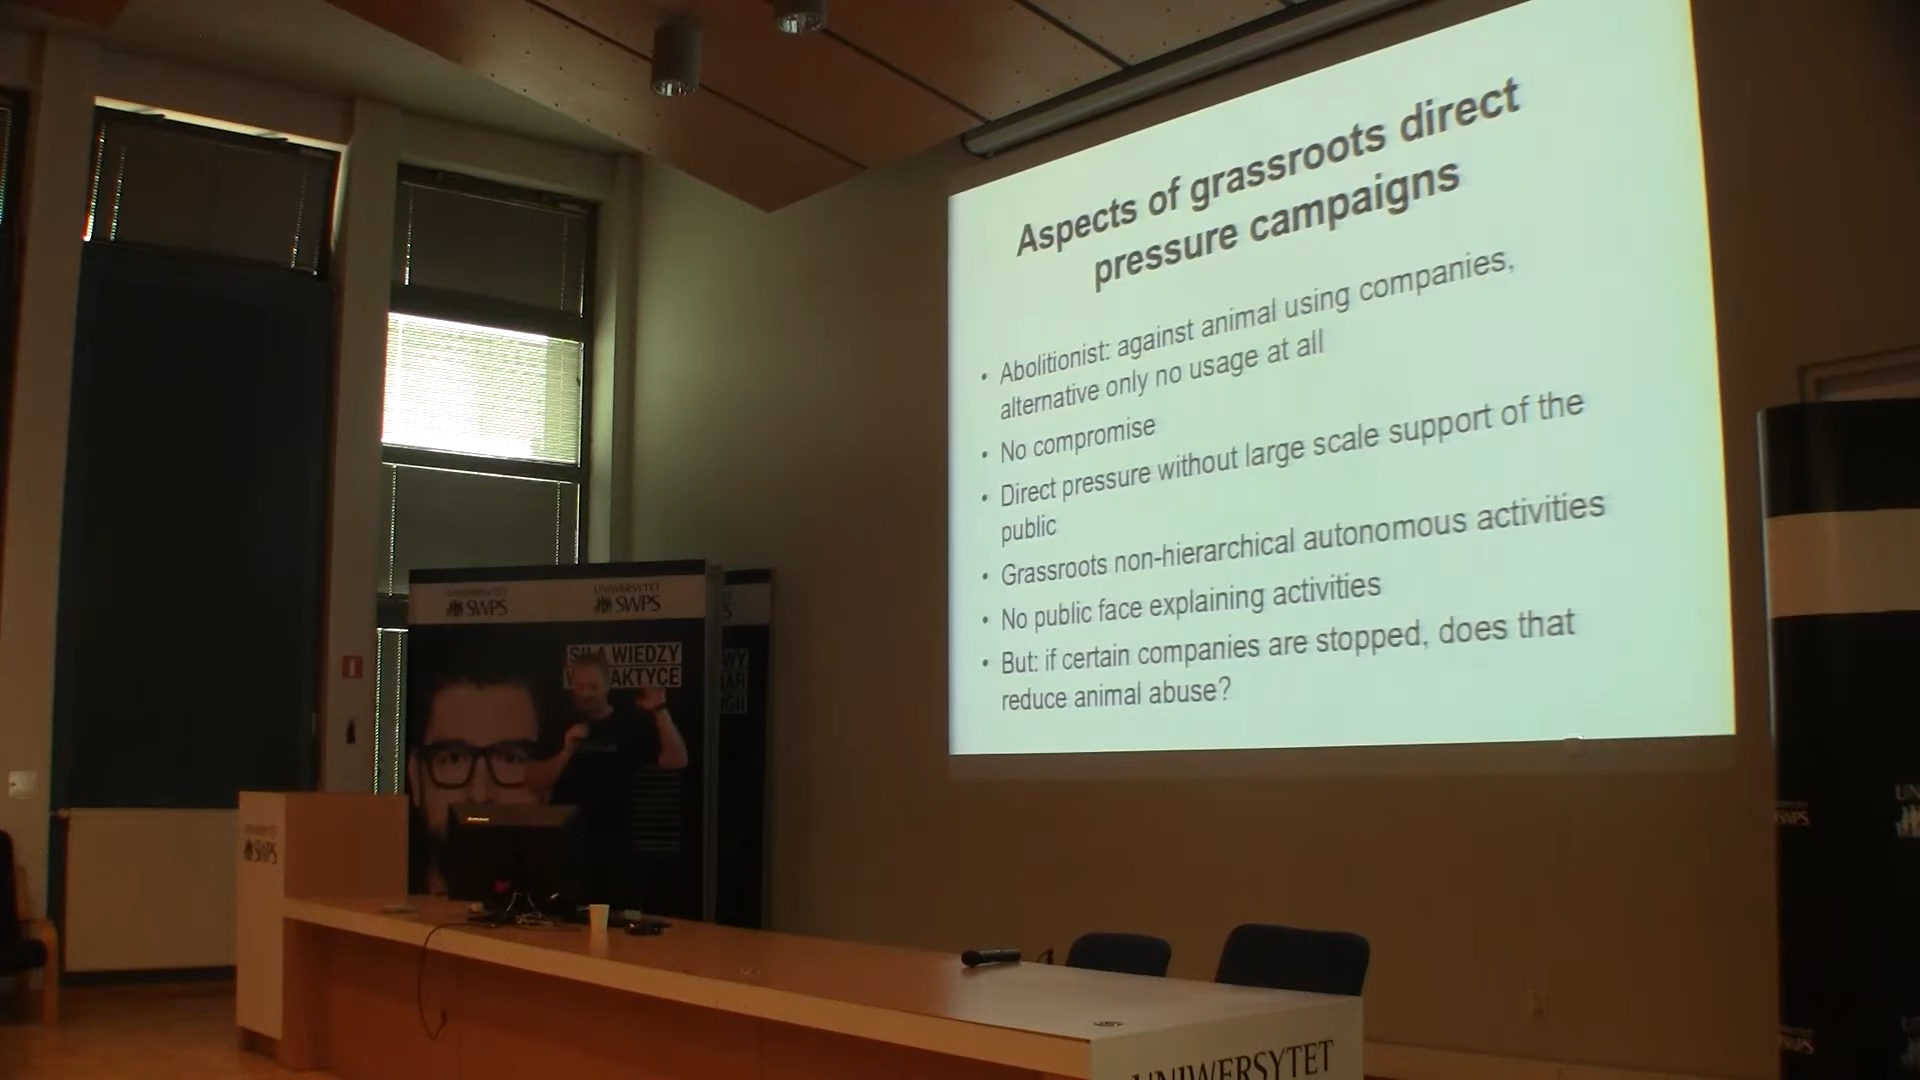 Aspects of grassroots direct
pressure campaigns
• Abolitionist: against animal using companies,
alternative only no usage at all
• No compromise
• Direct pressure without large scale support of the
public
• Grassroots non-hierarchical autonomous activities
• No public face explaining activities
• But: if certain companies are stopped, does that
reduce animal abuse?
UNIWERSYTET
SWPS
UNIWERSYTET
SWPS
WIEDZY
SWPS
UNIWERSYTET
SWPS